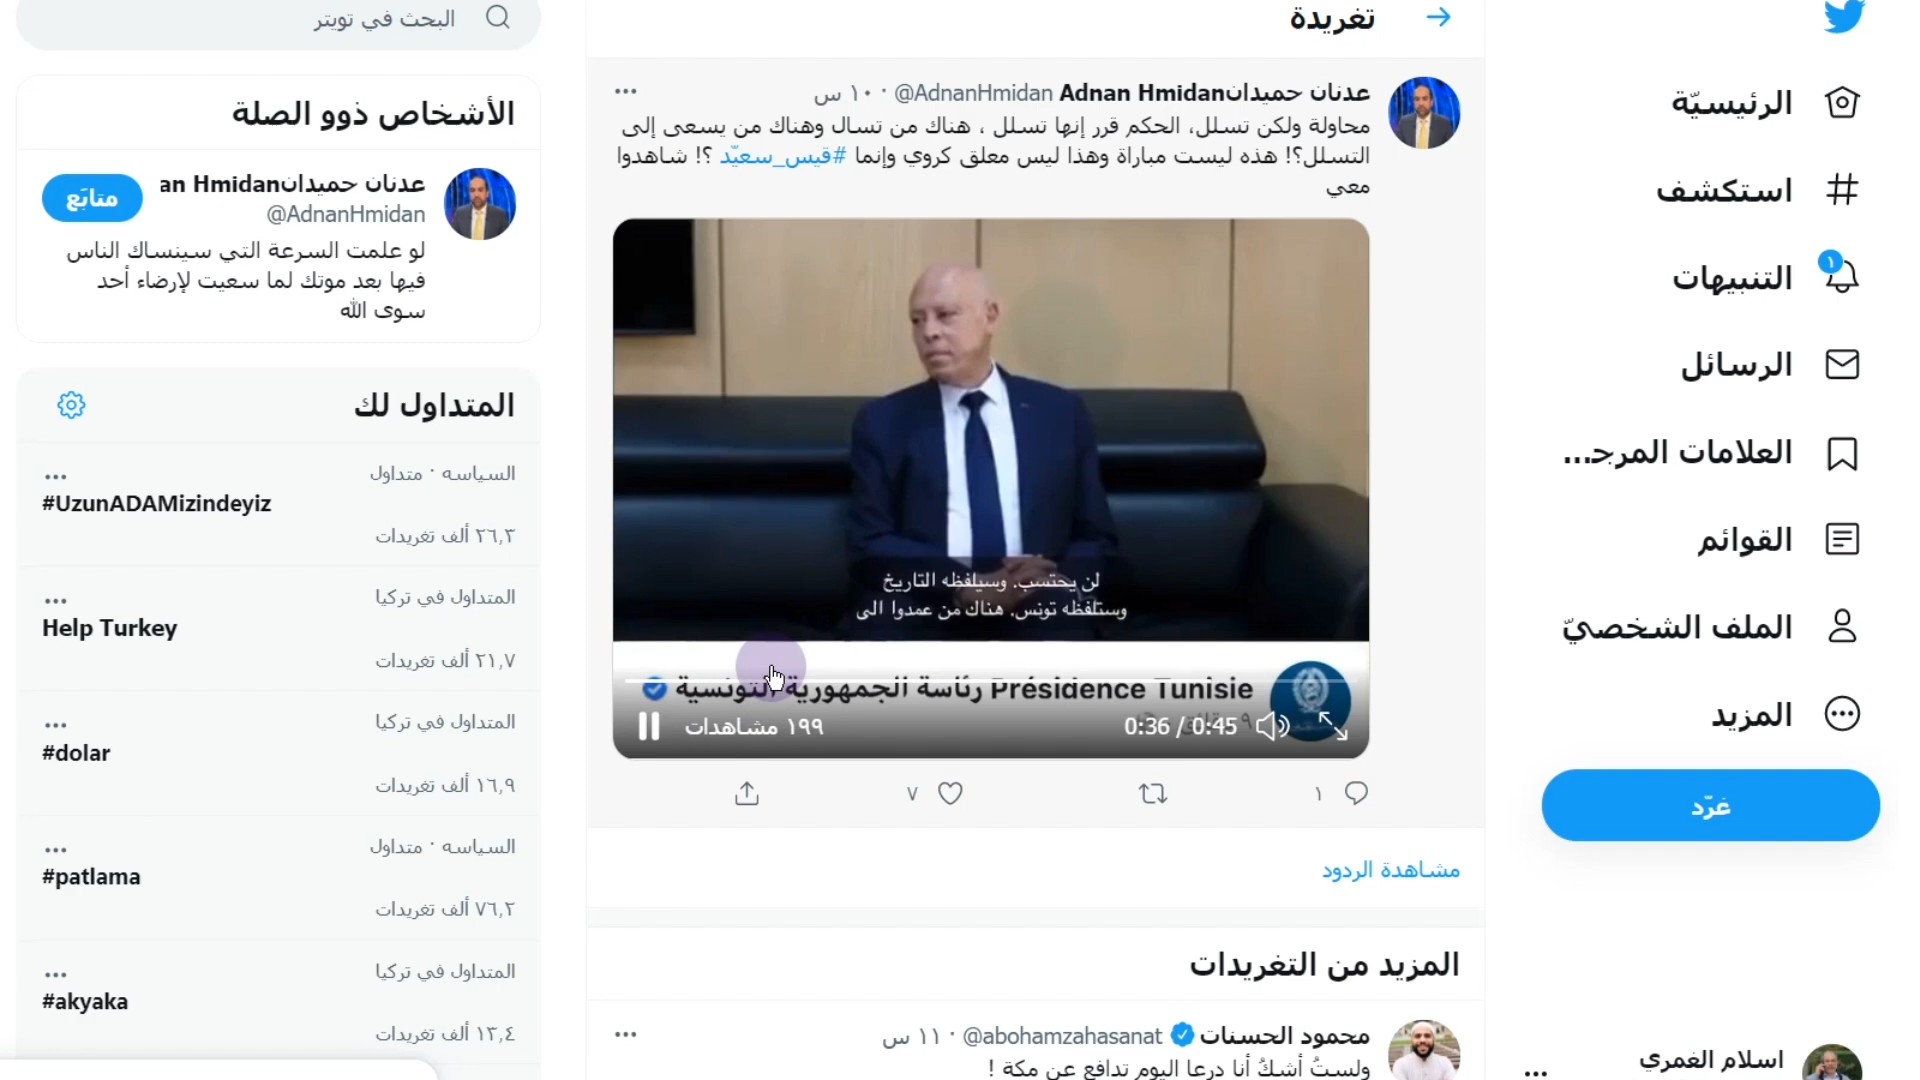 الرئيسيّة
استكشف
١
التنبيهات
الرسائل
العلامات المرجـ...
القوائم
الملف الشخصيّ
المزيد
غرّد
اسلام الغمري
تغريدة
عدنان حميدانAdnan Hmidan @AdnanHmidan · ١٠ س
محاولة ولكن تسلل، الحكم قرر إنها تسلل ، هناك من تسال وهناك من يسعى إلى
التسلل؟! هذه ليست مباراة وهذا ليس معلق كروي وإنما #قيس_سعيّد ؟! شاهدوا
معي
لن يحتسب. وسيلفظه التاريخ
وستلفظه تونس. هناك من عمدوا الى
Présidence Tunisie رئاسة الجمهورية التونسية
١٩٩ مشاهدات
0:36 / 0:45
١
٧
مشاهدة الردود
المزيد من التغريدات
محمود الحسنات @abohamzahasanat · ١١ س
ولستُ أشكُ أنا درعا اليوم تدافع عن مكة !
البحث في تويتر
الأشخاص ذوو الصلة
عدنان حميدانan Hmidan
@AdnanHmidan
متابَع
لو علمت السرعة التي سينساك الناس
فيها بعد موتك لما سعيت لإرضاء أحد
سوى الله
المتداول لك
السياسه · متداول
#UzunADAMizindeyiz
٢٦,٣ ألف تغريدات
المتداول في تركيا
Help Turkey
٢١,٧ ألف تغريدات
المتداول في تركيا
#dolar
١٦,٩ ألف تغريدات
السياسه · متداول
#patlama
٧٦,٢ ألف تغريدات
المتداول في تركيا
#akyaka
١٣,٤ ألف تغريدات